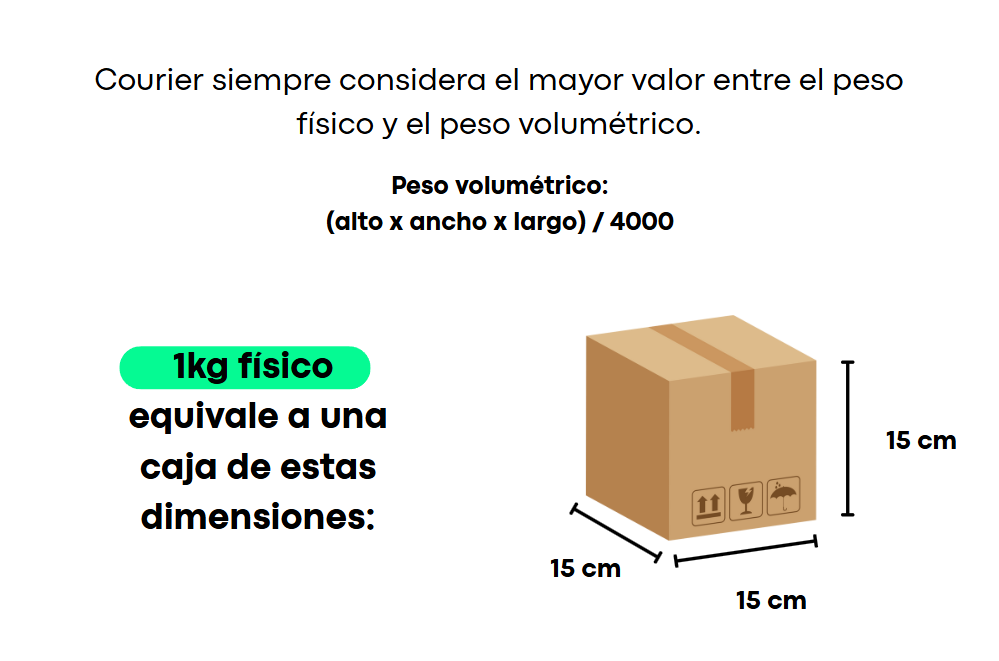 Courier siempre considera el mayor valor entre el peso
físico y el peso volumétrico.
Peso volumétrico:
(alto x ancho x largo) / 4000
1kg físico
equivale a una
caja de estas
dimensiones:
15 cm
15 cm
15 cm